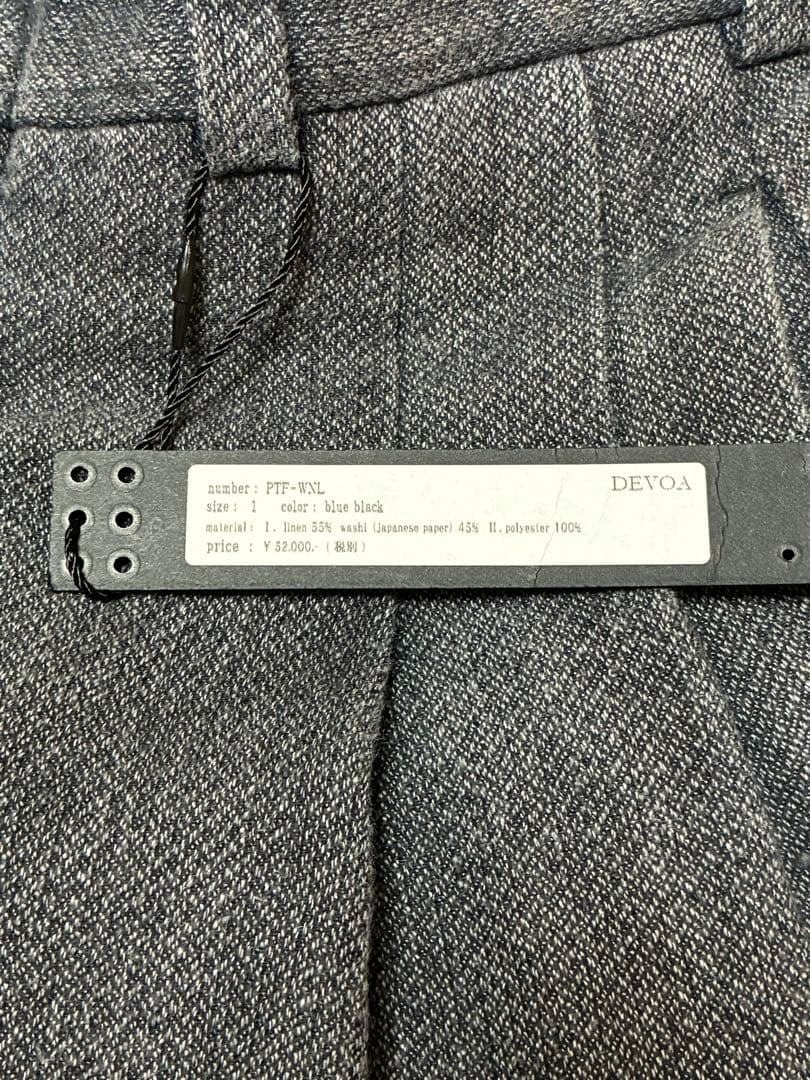 DEVOA
number : PTF-WNL
size : 1 color : blue black
material : I . linen 55% washi (Japanese paper) 45% II . polyester 100%
price : ¥ 52.000.- ( 税別 )